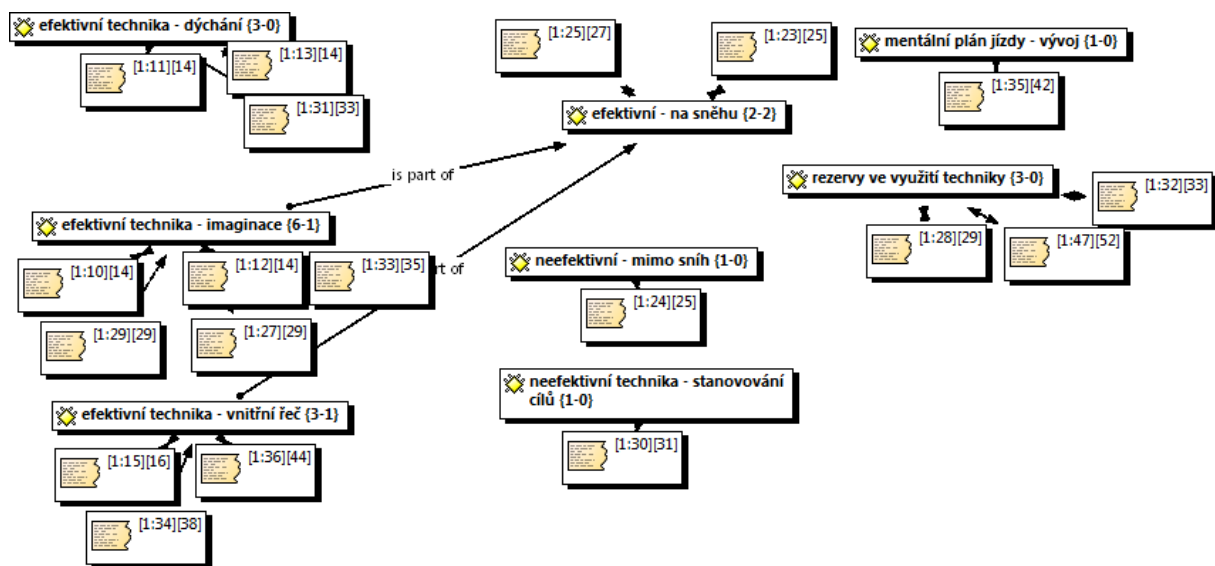 efektivní technika - dýchání {3-0}
[1:11][14]
[1:13][14]
[1:31][33]
[1:25][27]
[1:23][25]
efektivní - na sněhu {2-2}
mentální plán jízdy - vývoj {1-0}
[1:35][42]
is part of
rezervy ve využití techniky {3-0}
[1:32][33]
[1:28][29]
[1:47][52]
efektivní technika - imaginace {6-1}
[1:10][14]
[1:12][14]
[1:33][35]
[1:29][29]
[1:27][29]
of
neefektivní - mimo sníh {1-0}
[1:24][25]
neefektivní technika - stanovování
cílů {1-0}
[1:30][31]
efektivní technika - vnitřní řeč {3-1}
[1:15][16]
[1:36][44]
[1:34][38]